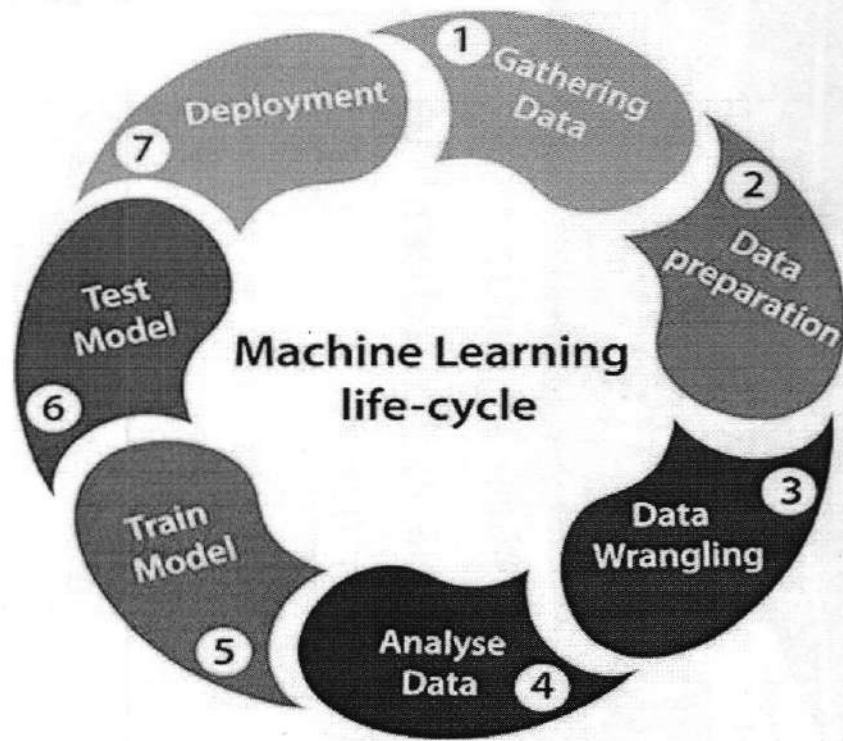 1
Gathering
Data
2
Data
preparation
3
Data
Wrangling
4
Analyse
Data
5
Train
Model
6
Test
Model
7
Deployment
Machine Learning
life-cycle